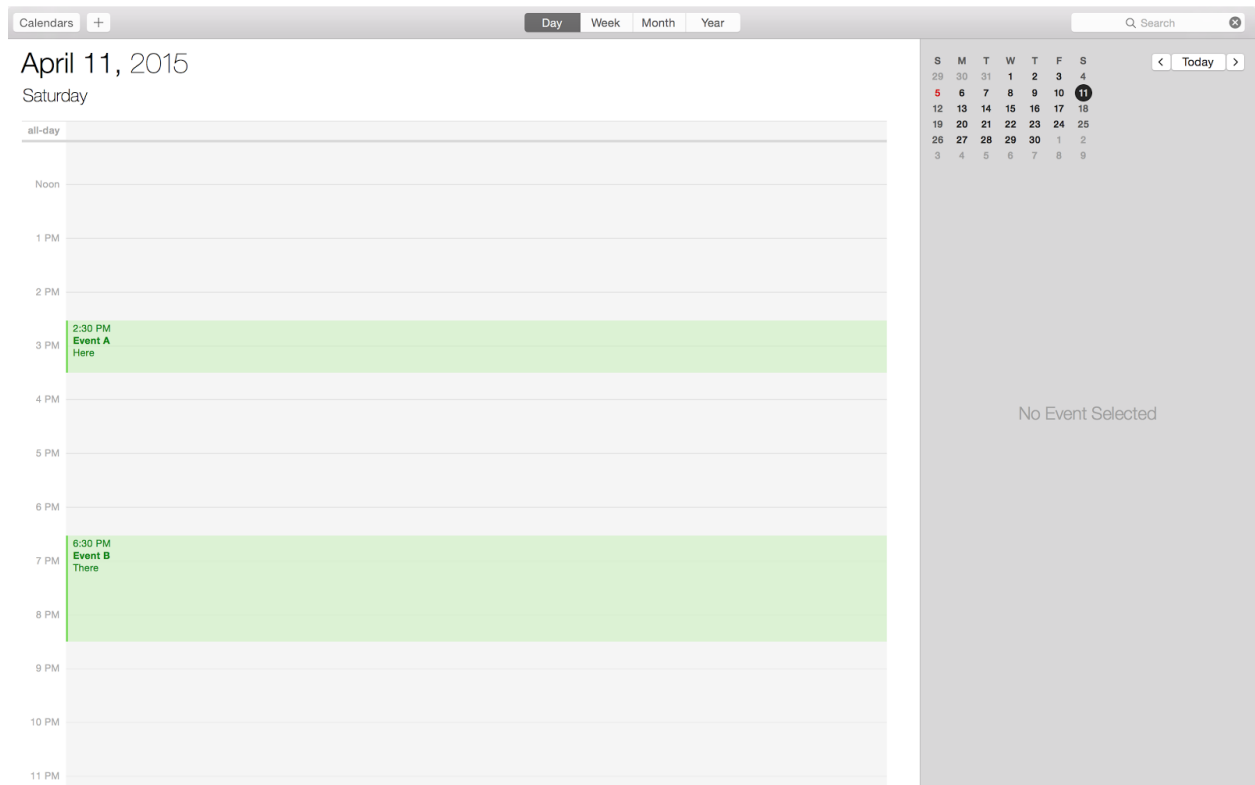 Calendars +
Day Week Month Year
Search
April 11, 2015
Saturday
all-day
Noon
1 PM
2 PM
2:30 PM
Event A
3 PM
Here
4 PM
5 PM
6 PM
6:30 PM
Event B
7 PM
There
8 PM
9 PM
10 PM
11 PM
< Today >
S M T W T F S
29 30 31 1 2 3 4
5 6 7 8 9 10 11
12 13 14 15 16 17 18
19 20 21 22 23 24 25
26 27 28 29 30 1 2
3 4 5 6 7 8 9
No Event Selected